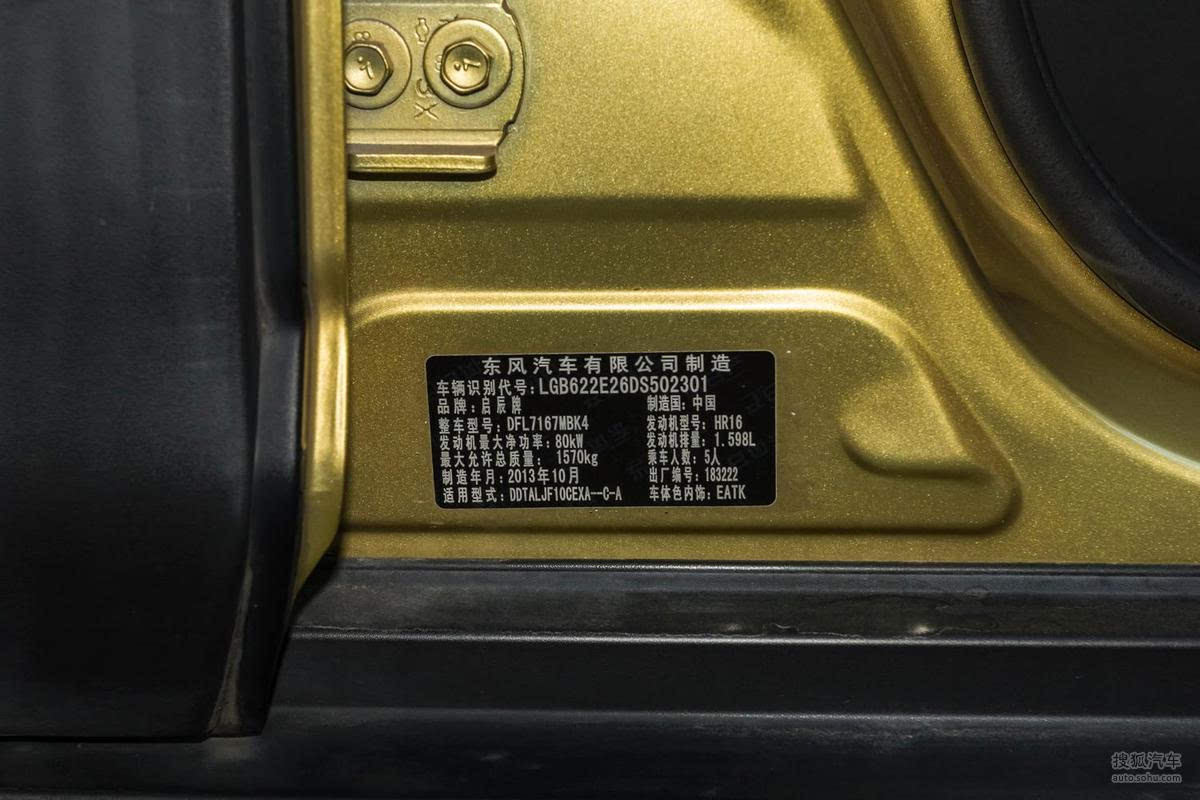 东风汽车有限公司制造
车辆识别代号:LGB622E26DS502301
品牌:启辰牌 制造国:中国
整车型号:DFL7167MBK4 发动机型号:HR16
发动机最大净功率:80kW 发动机排量:1.598L
最大允许总质量: 1570kg 乘车人数:5人
制造年月:2013年10月 出厂编号:183222
适用型式:DDTALJF10CEXA--C-A 车体色内饰:EATK
搜狐汽车
auto.sohu.com